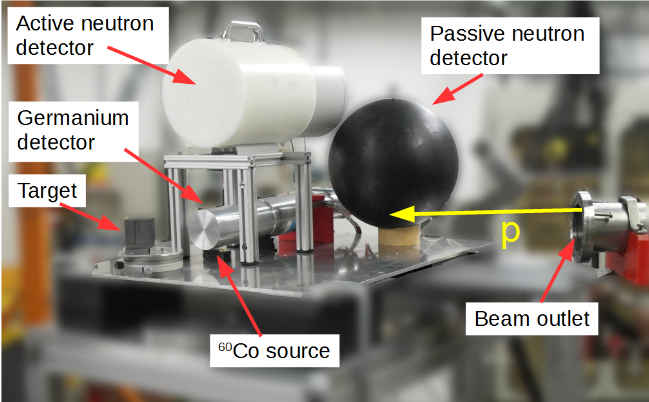 Active neutron
detector
Passive neutron
detector
Germanium
detector
Target
p
Beam outlet
⁶⁰Co source